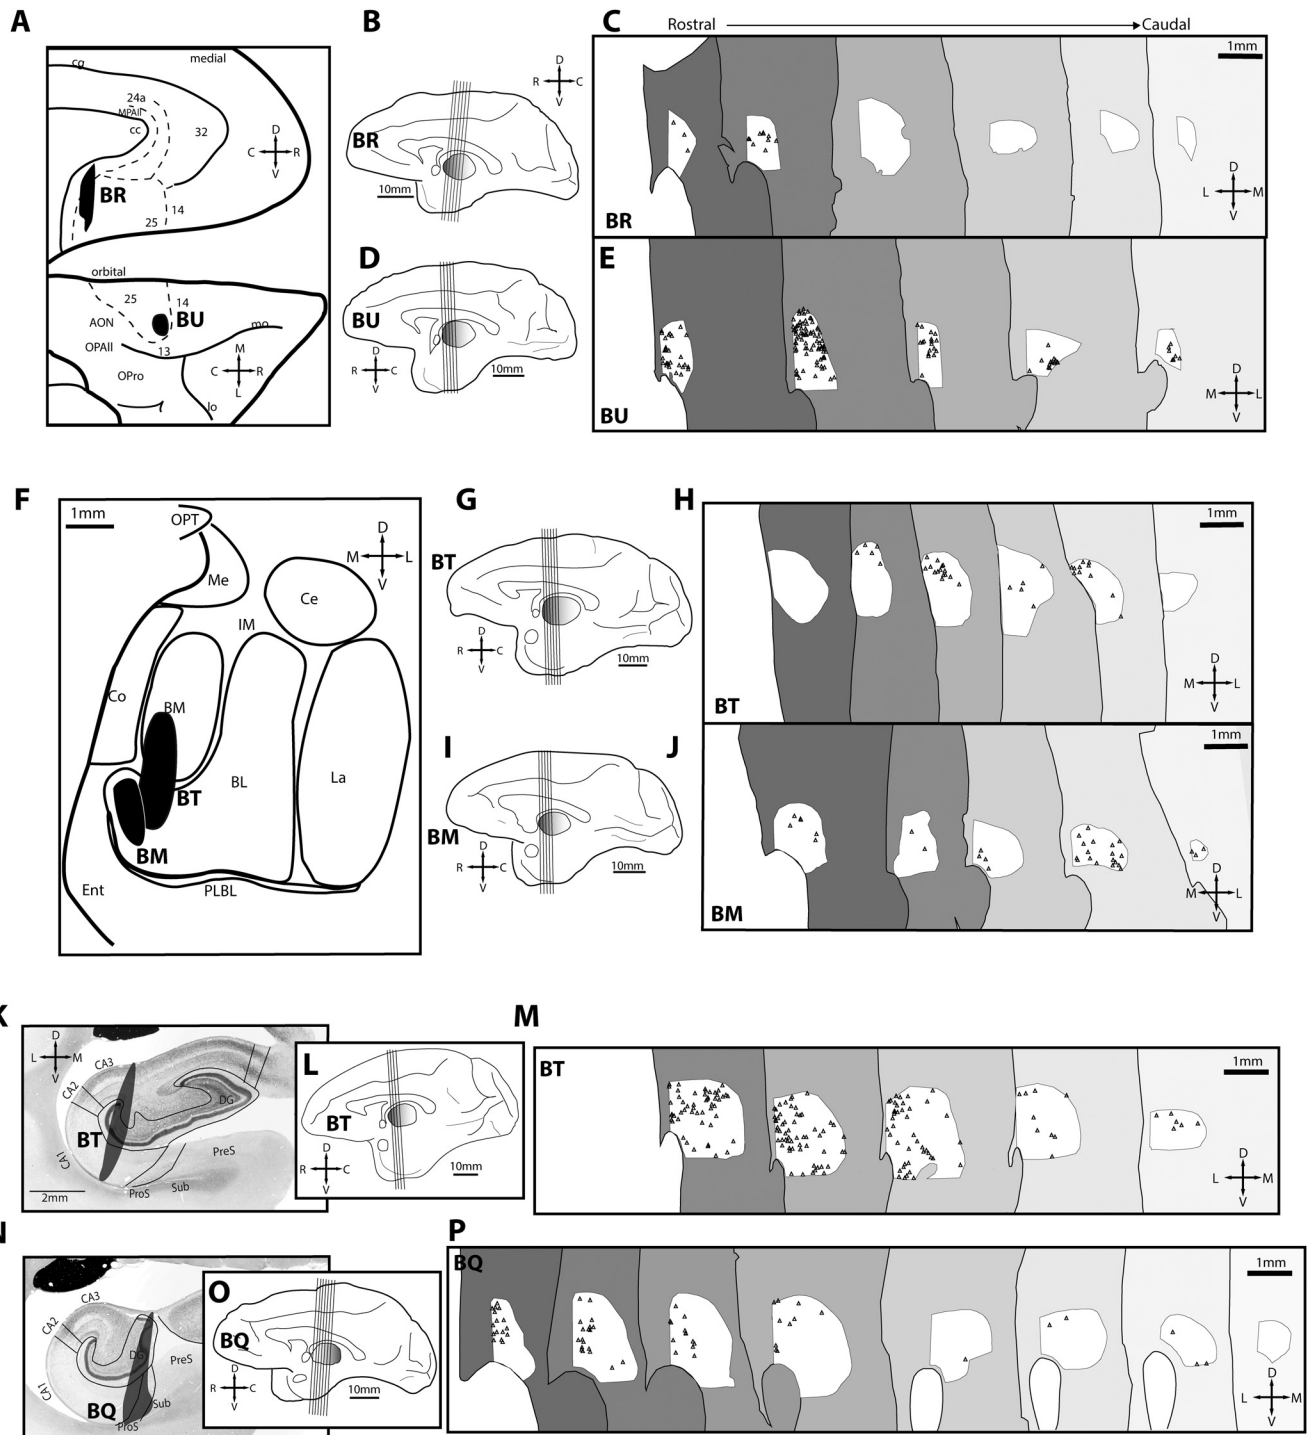 A
B
C
Rostral
Caudal
1mm
cg
medial
24a
MPAII
cc
32
D
C R
V
BR
14
25
orbital
25
14
AON
BU
mo
OPAII
13
M
C R
L
OPro
lo
D
R C
V
BR
10mm
D
BU
D
R C
V
10mm
D
L M
V
BR
E
D
M L
V
BU
F
G
H
1mm
OPT
D
M L
V
Me
Ce
IM
Co
BM
BL
La
BT
BM
Ent
PLBL
BT
D
R C
V
10mm
1mm
D
M L
V
BT
I
J
BM
D
R C
V
10mm
1mm
D
M L
V
BM
K
D
L M
V
CA3
CA2
DG
BT
CA1
PreS
ProS
Sub
2mm
L
BT
D
R C
V
10mm
M
BT
1mm
D
L M
V
N
CA3
CA2
DG
PreS
CA1
BQ
Sub
ProS
O
BQ
D
R C
V
10mm
P
BQ
1mm
D
L M
V